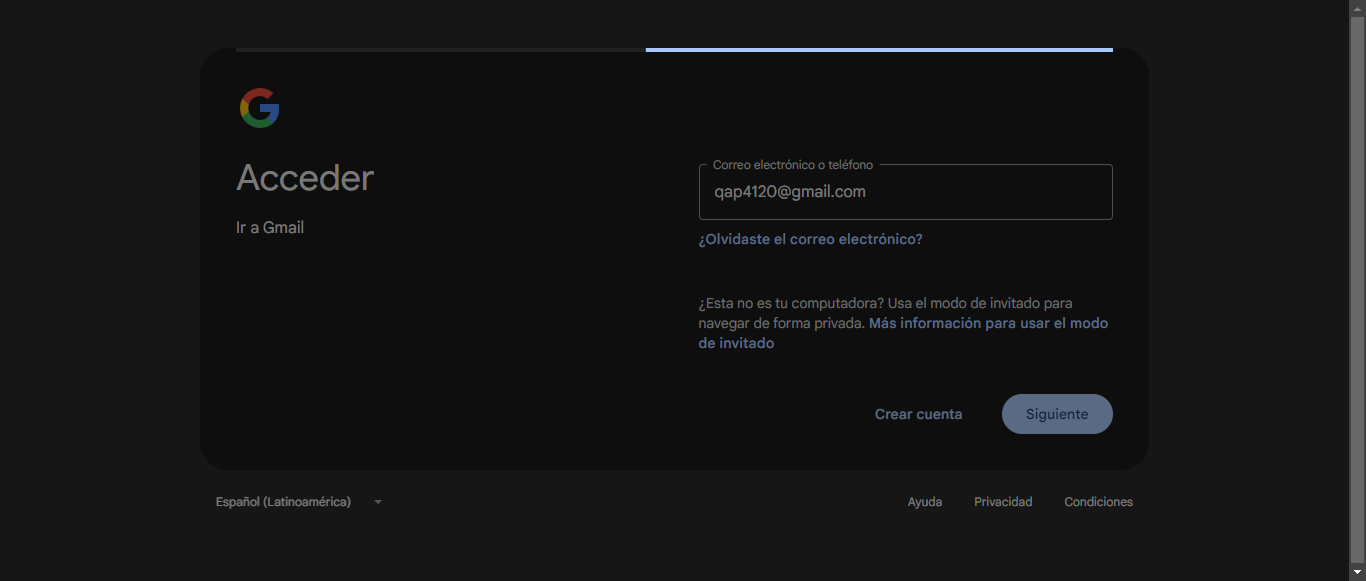 Acceder
Ir a Gmail
Correo electrónico o teléfono
qap4120@gmail.com
¿Olvidaste el correo electrónico?
¿Esta no es tu computadora? Usa el modo de invitado para
navegar de forma privada. Más información para usar el modo
de invitado
Crear cuenta
Siguiente
Español (Latinoamérica)
Ayuda
Privacidad
Condiciones